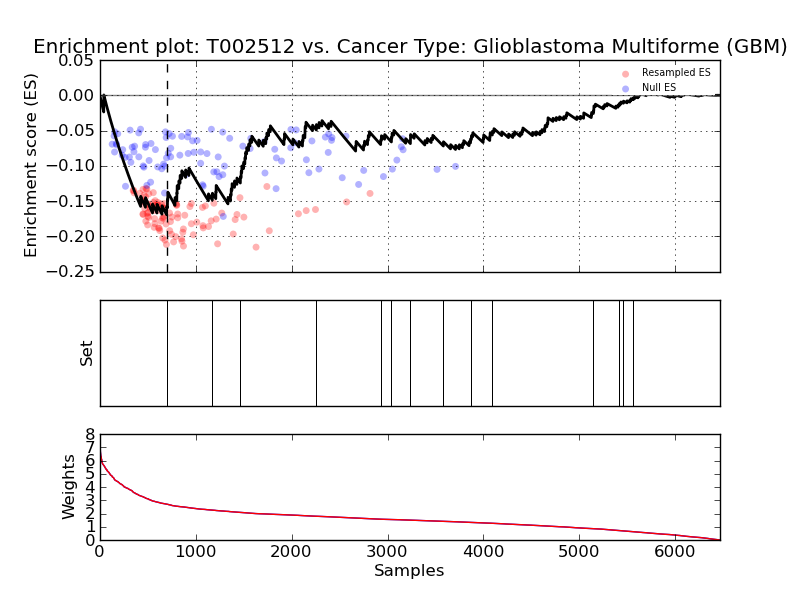 Enrichment plot: T002512 vs. Cancer Type: Glioblastoma Multiforme (GBM)
Enrichment score (ES)
0.05
0.00
−0.05
−0.10
−0.15
−0.20
−0.25
Resampled ES
Null ES
Set
Weights
8
7
6
5
4
3
2
1
0
0 1000 2000 3000 4000 5000 6000
Samples